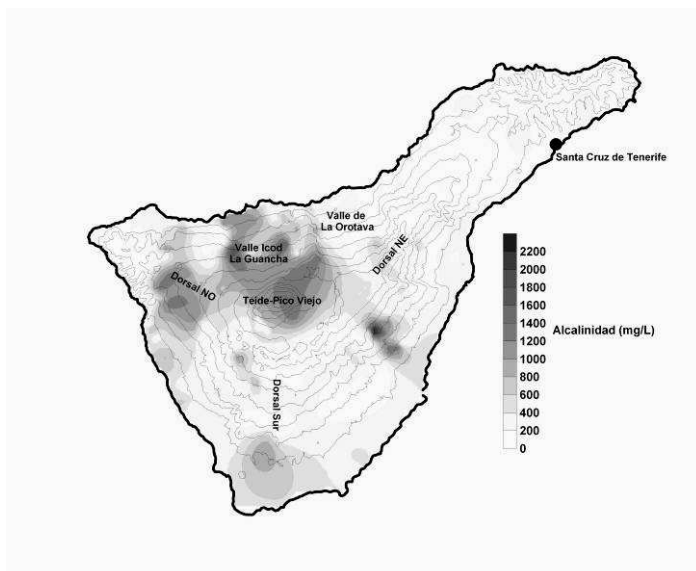 Santa Cruz de Tenerife
Valle de
La Orotava
Valle Icod
La Guancha
Dorsal NE
Dorsal NO
Teíde-Pico Viejo
Dorsal Sur
2200
2000
1800
1600
1400
1200
1000
800
600
400
200
0
Alcalinidad (mg/L)